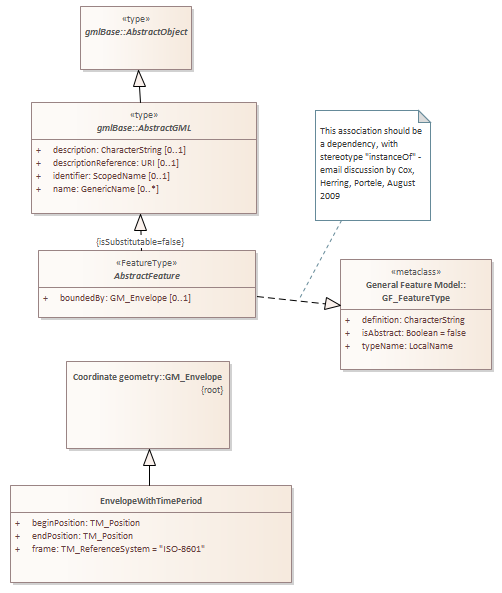 «type»
gmlBase::AbstractObject
«type»
gmlBase::AbstractGML
+ description: CharacterString [0..1]
+ descriptionReference: URI [0..1]
+ identifier: ScopedName [0..1]
+ name: GenericName [0..*]
This association should be
a dependency, with
stereotype "instanceOf" -
email discussion by Cox,
Herring, Portele, August
2009
{isSubstitutable=false}
«FeatureType»
AbstractFeature
+ boundedBy: GM_Envelope [0..1]
«metaclass»
General Feature Model::
GF_FeatureType
+ definition: CharacterString
+ isAbstract: Boolean = false
+ typeName: LocalName
Coordinate geometry::GM_Envelope
{root}
EnvelopeWithTimePeriod
+ beginPosition: TM_Position
+ endPosition: TM_Position
+ frame: TM_ReferenceSystem = "ISO-8601"